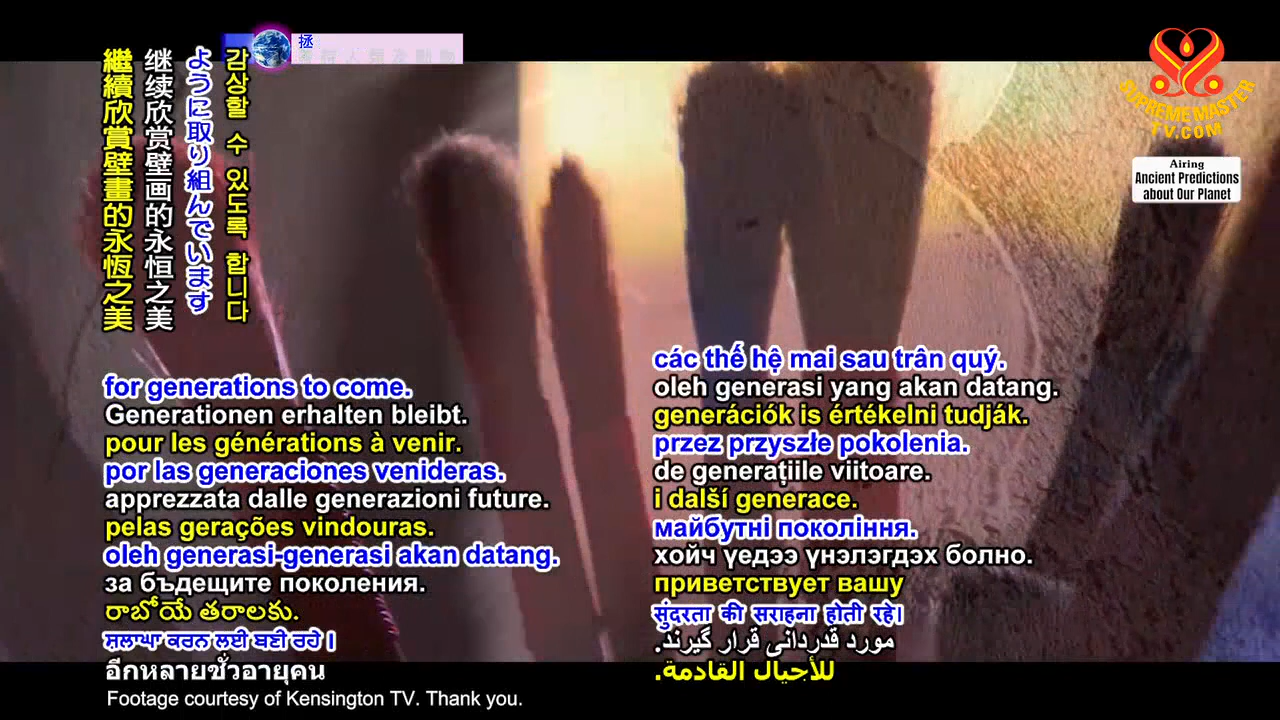 拯
SUPREME MASTER
TV.COM
Airing
Ancient Predictions
about Our Planet
감상할 수 있도록 합니다
ように取り組んでいます
继续欣赏壁画的永恒之美
繼續欣賞壁畫的永恆之美
for generations to come.
Generationen erhalten bleibt.
pour les générations à venir.
por las generaciones venideras.
apprezzata dalle generazioni future.
pelas gerações vindouras.
oleh generasi-generasi akan datang.
за бъдещите поколения.
రాబోయే తరాలకు.
ਸ਼ਲਾਘਾ ਕਰਨ ਲਈ ਬਣੀ ਰਹੇ।
อีกหลายชั่วอายุคน
các thế hệ mai sau trân quý.
oleh generasi yang akan datang.
generációk is értékelni tudják.
przez przyszłe pokolenia.
de generațiile viitoare.
i další generace.
майбутні покоління.
хойч үедээ үнэлэгдэх болно.
приветствует вашу
सुंदरता की सराहना होती रहे।
مورد قدردانی قرار گیرند.
للأجيال القادمة.
Footage courtesy of Kensington TV. Thank you.